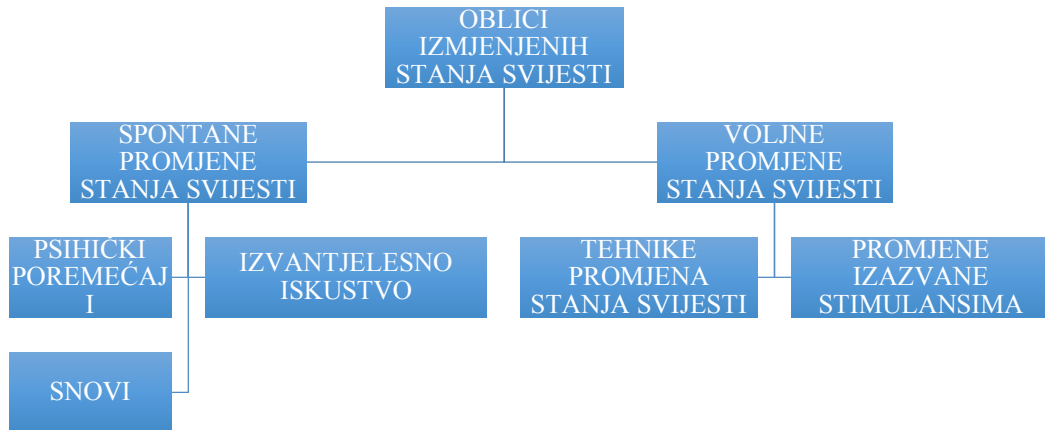 OBLICI
IZMJENJENIH
STANJA SVIJESTI
SPONTANE
PROMJENE
STANJA SVIJESTI
VOLJNE
PROMJENE
STANJA SVIJESTI
PSIHIČKI
POREMEĆAJ
I
IZVANTJELESNO
ISKUSTVO
TEHNIKE
PROMJENA
STANJA SVIJESTI
PROMJENE
IZAZVANE
STIMULANSIMA
SNOVI